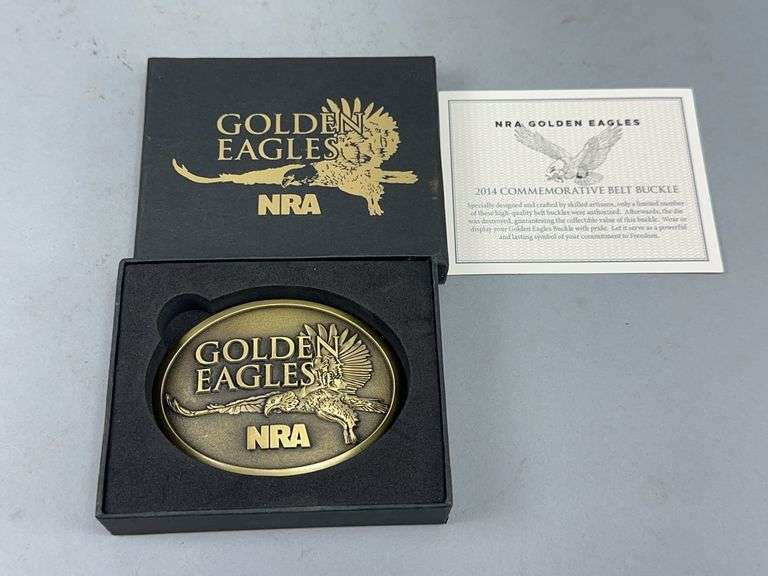 GOLDEN
EAGLES
NRA
NRA GOLDEN EAGLES
2014 COMMEMORATIVE BELT BUCKLE
Specially designed and crafted by skilled artisans, only a limited number
of these high-quality belt buckles were authorized. Afterwards, the die
was destroyed, guaranteeing the collectible value of this buckle. Wear or
display your Golden Eagles Buckle with pride. Let it serve as a powerful
and lasting symbol of your commitment to Freedom.
GOLDEN
EAGLES
NRA